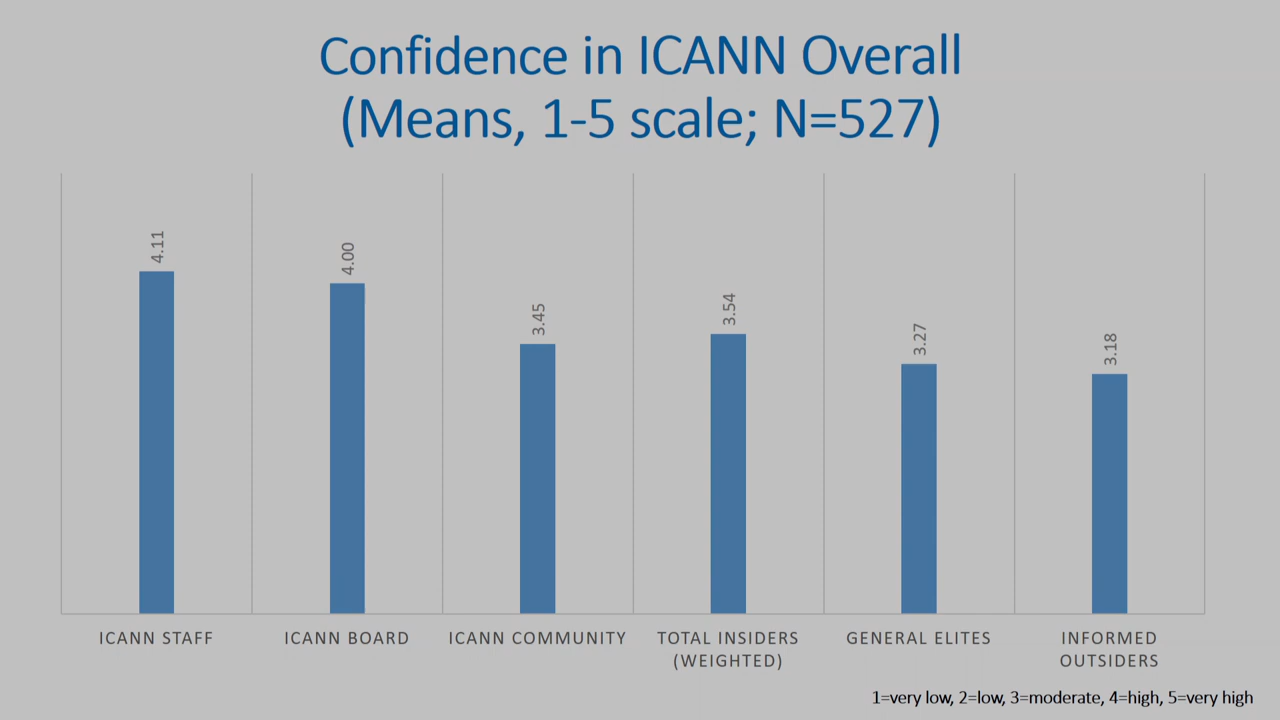 Confidence in ICANN Overall
(Means, 1-5 scale; N=527)
4.11
4.00
3.45
3.54
3.27
3.18
ICANN STAFF
ICANN BOARD
ICANN COMMUNITY
TOTAL INSIDERS
(WEIGHTED)
GENERAL ELITES
INFORMED
OUTSIDERS
1=very low, 2=low, 3=moderate, 4=high, 5=very high